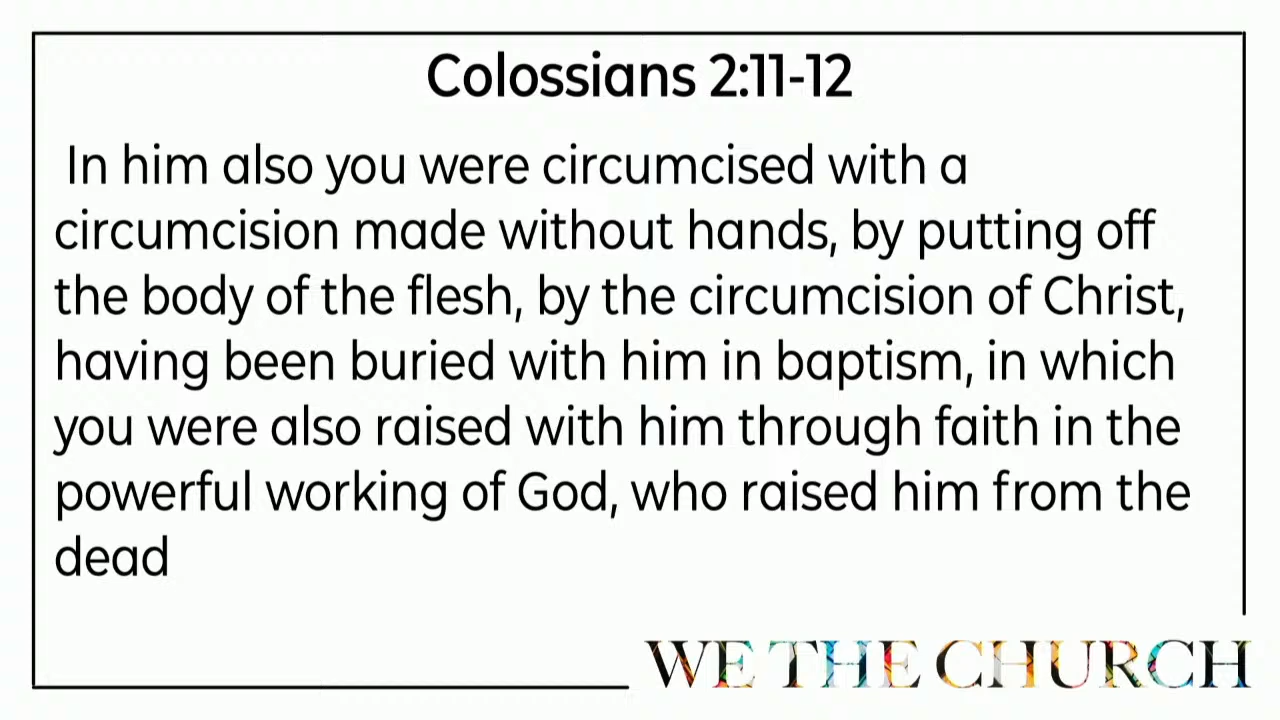 Colossians 2:11-12
In him also you were circumcised with a
circumcision made without hands, by putting off
the body of the flesh, by the circumcision of Christ,
having been buried with him in baptism, in which
you were also raised with him through faith in the
powerful working of God, who raised him from the
dead
WE THE CHURCH